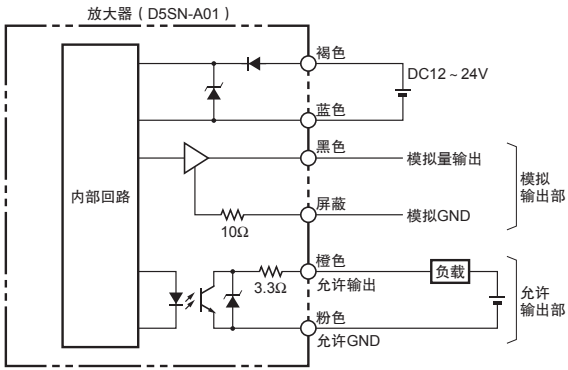 放大器（D5SN-A01）
褐色
DC12～24V
蓝色
黑色
模拟量输出
内部回路
屏蔽
模拟GND
10Ω
模拟
输出部
橙色
允许输出
3.3Ω
负载
粉色
允许GND
允许
输出部